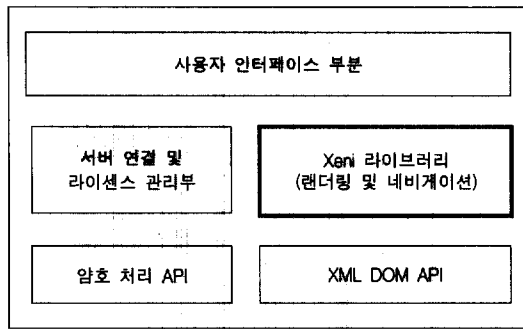 사용자 인터페이스 부분
서버 연결 및
라이센스 관리부
Xeni 라이브러리
(랜더링 및 네비게이션)
암호 처리 API
XML DOM API